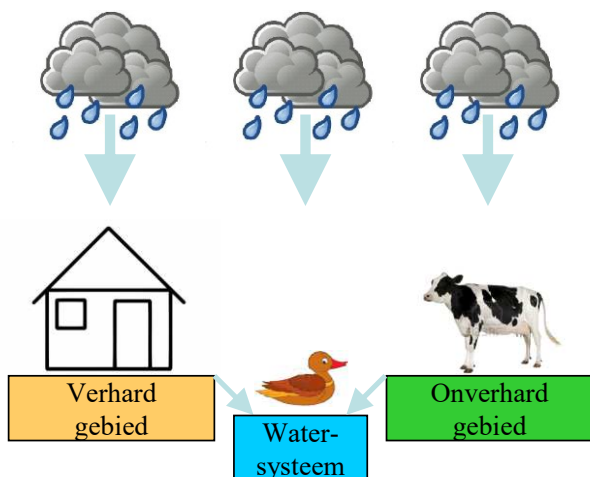 Verhard
gebied
Onverhard
gebied
Water-
systeem